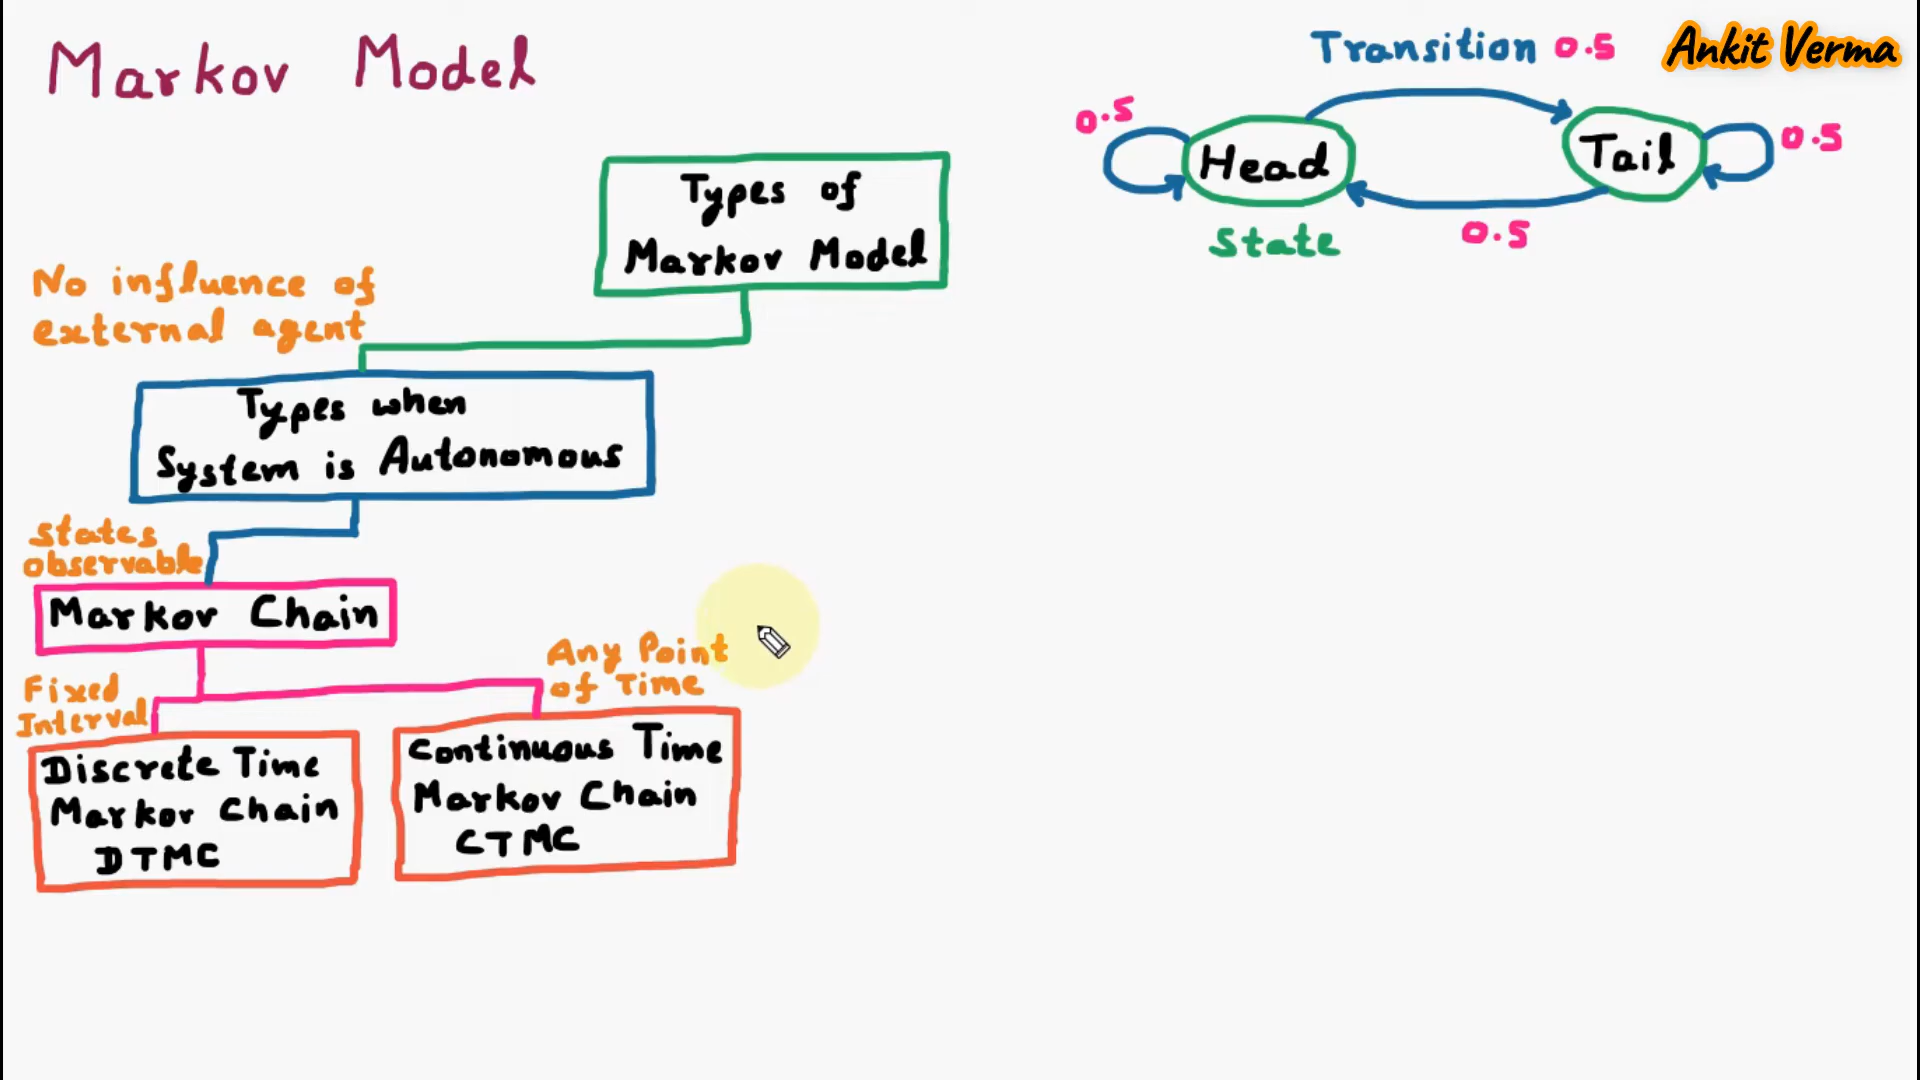 Markov Model
Transition 0.5
Ankit Verma
0.5
Head
Tail
0.5
State
0.5
Types of
Markov Model
No influence of
external agent
Types when
System is Autonomous
States
observable
Markov Chain
Any Point
of Time
Fixed
Interval
Discrete Time
Markov Chain
DTMC
Continuous Time
Markov Chain
CTMC